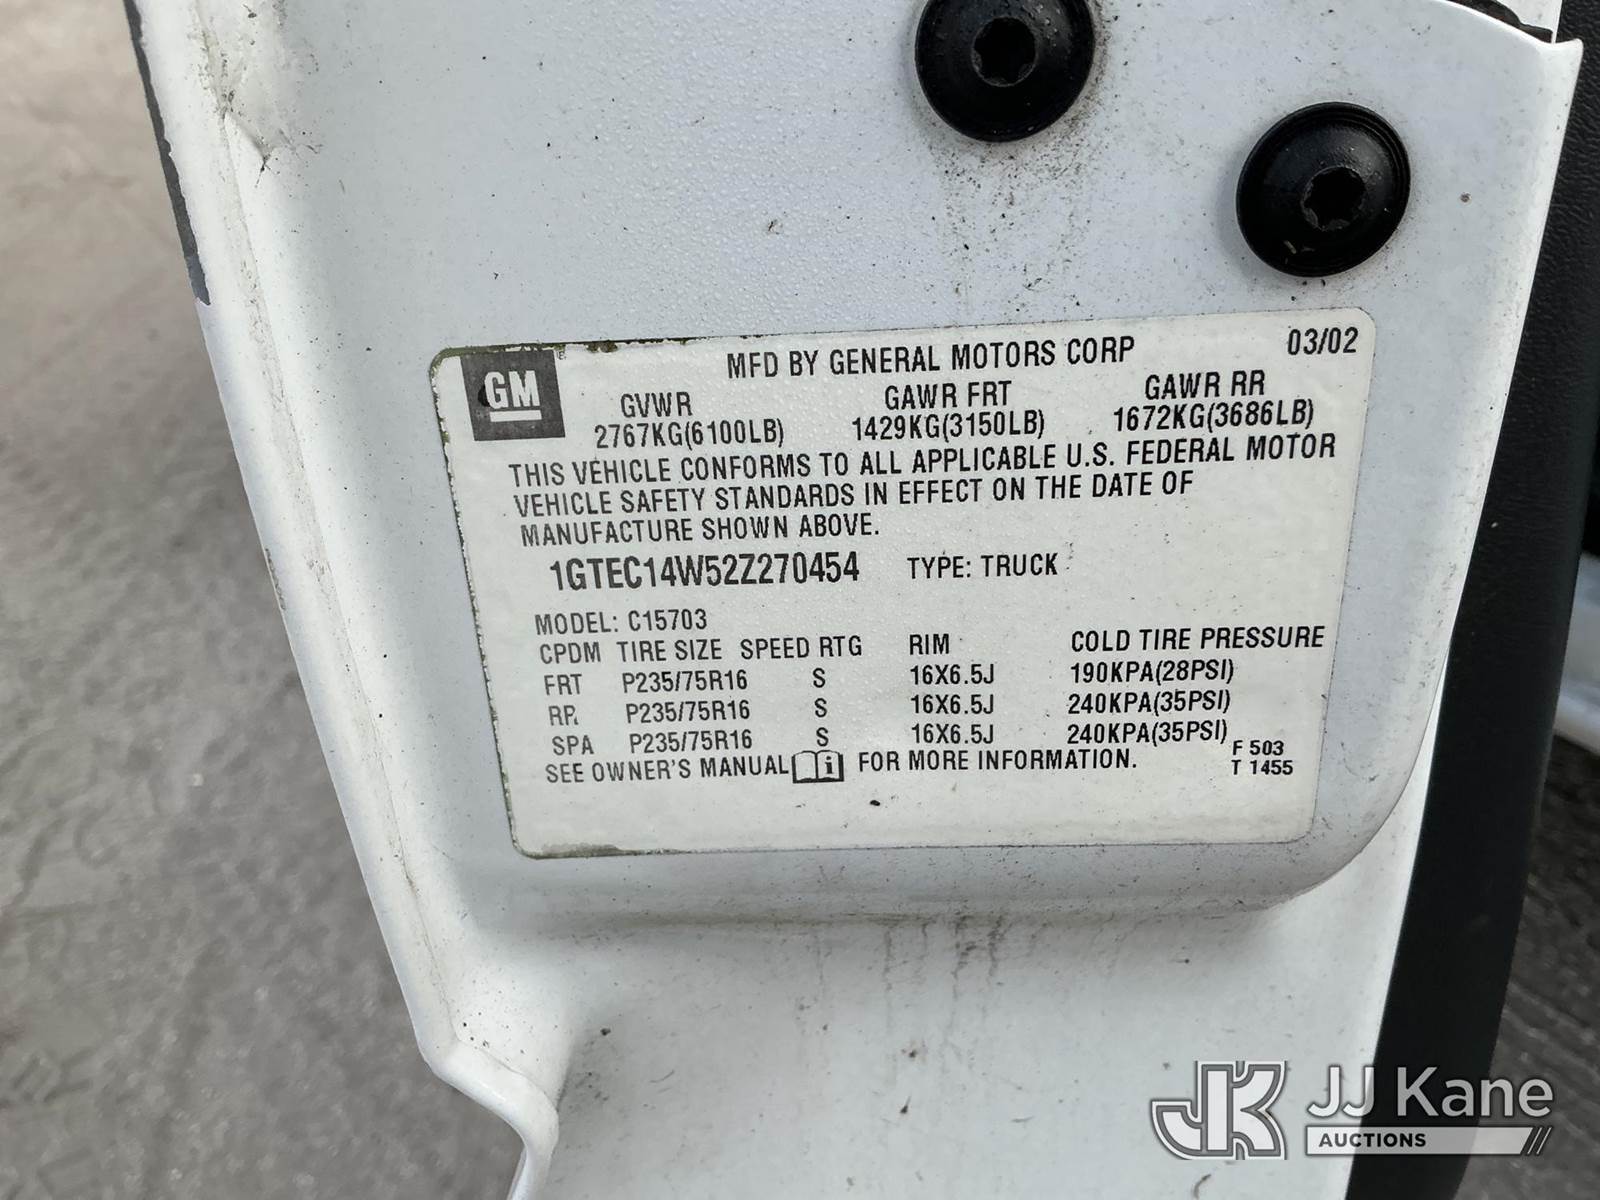 GM
MFD BY GENERAL MOTORS CORP 03/02
GVWR GAWR FRT GAWR RR
2767KG(6100LB) 1429KG(3150LB) 1672KG(3686LB)
THIS VEHICLE CONFORMS TO ALL APPLICABLE U.S. FEDERAL MOTOR
VEHICLE SAFETY STANDARDS IN EFFECT ON THE DATE OF
MANUFACTURE SHOWN ABOVE.
1GTEC14W52Z270454 TYPE: TRUCK
MODEL: C15703
CPDM TIRE SIZE SPEED RTG RIM COLD TIRE PRESSURE
FRT P235/75R16 S 16X6.5J 190KPA(28PSI)
RR P235/75R16 S 16X6.5J 240KPA(35PSI)
SPA P235/75R16 S 16X6.5J 240KPA(35PSI)
SEE OWNER'S MANUAL i FOR MORE INFORMATION.
F 503
T 1455
JK JJ Kane
AUCTIONS